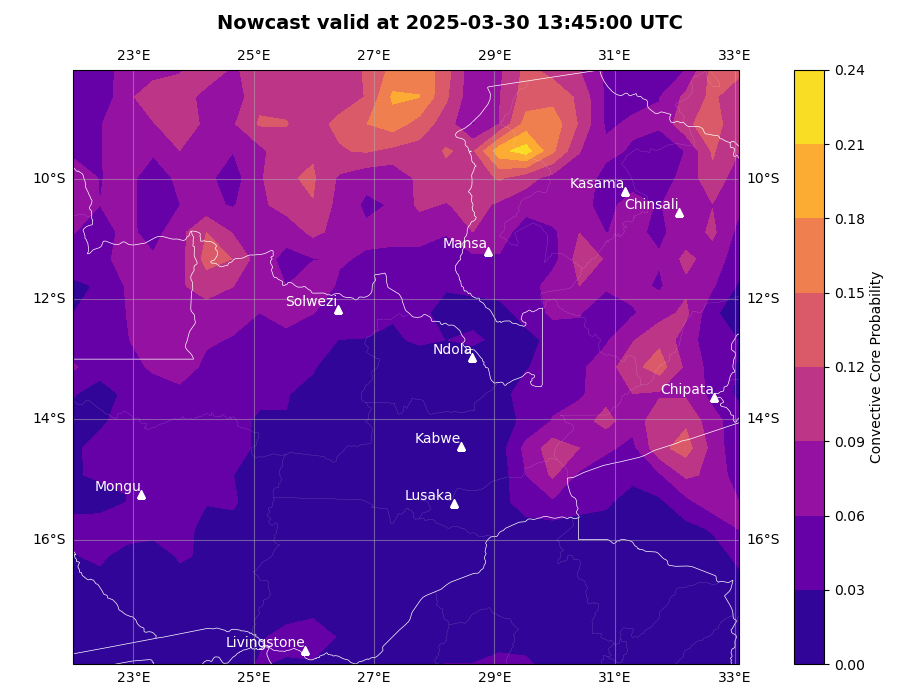 Nowcast valid at 2025-03-30 13:45:00 UTC
23°E 25°E 27°E 29°E 31°E 33°E
0.24
0.21
0.18
0.15
0.12
0.09
0.06
0.03
0.00
Convective Core Probability
10°S 10°S
12°S 12°S
14°S 14°S
16°S 16°S
Kasama
Chinsali
Mansa
Solwezi
Ndola
Chipata
Kabwe
Mongu
Lusaka
Livingstone
23°E 25°E 27°E 29°E 31°E 33°E